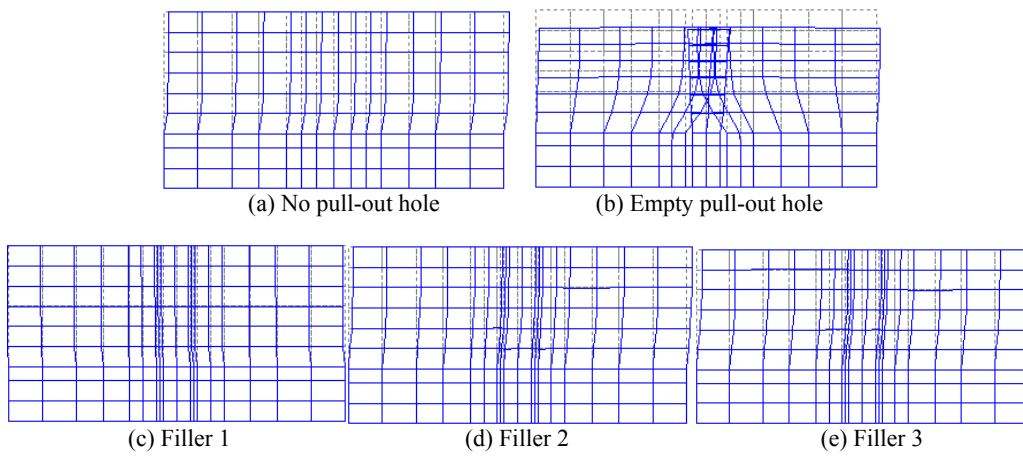 (a) No pull-out hole
(b) Empty pull-out hole
(c) Filler 1
(d) Filler 2
(e) Filler 3